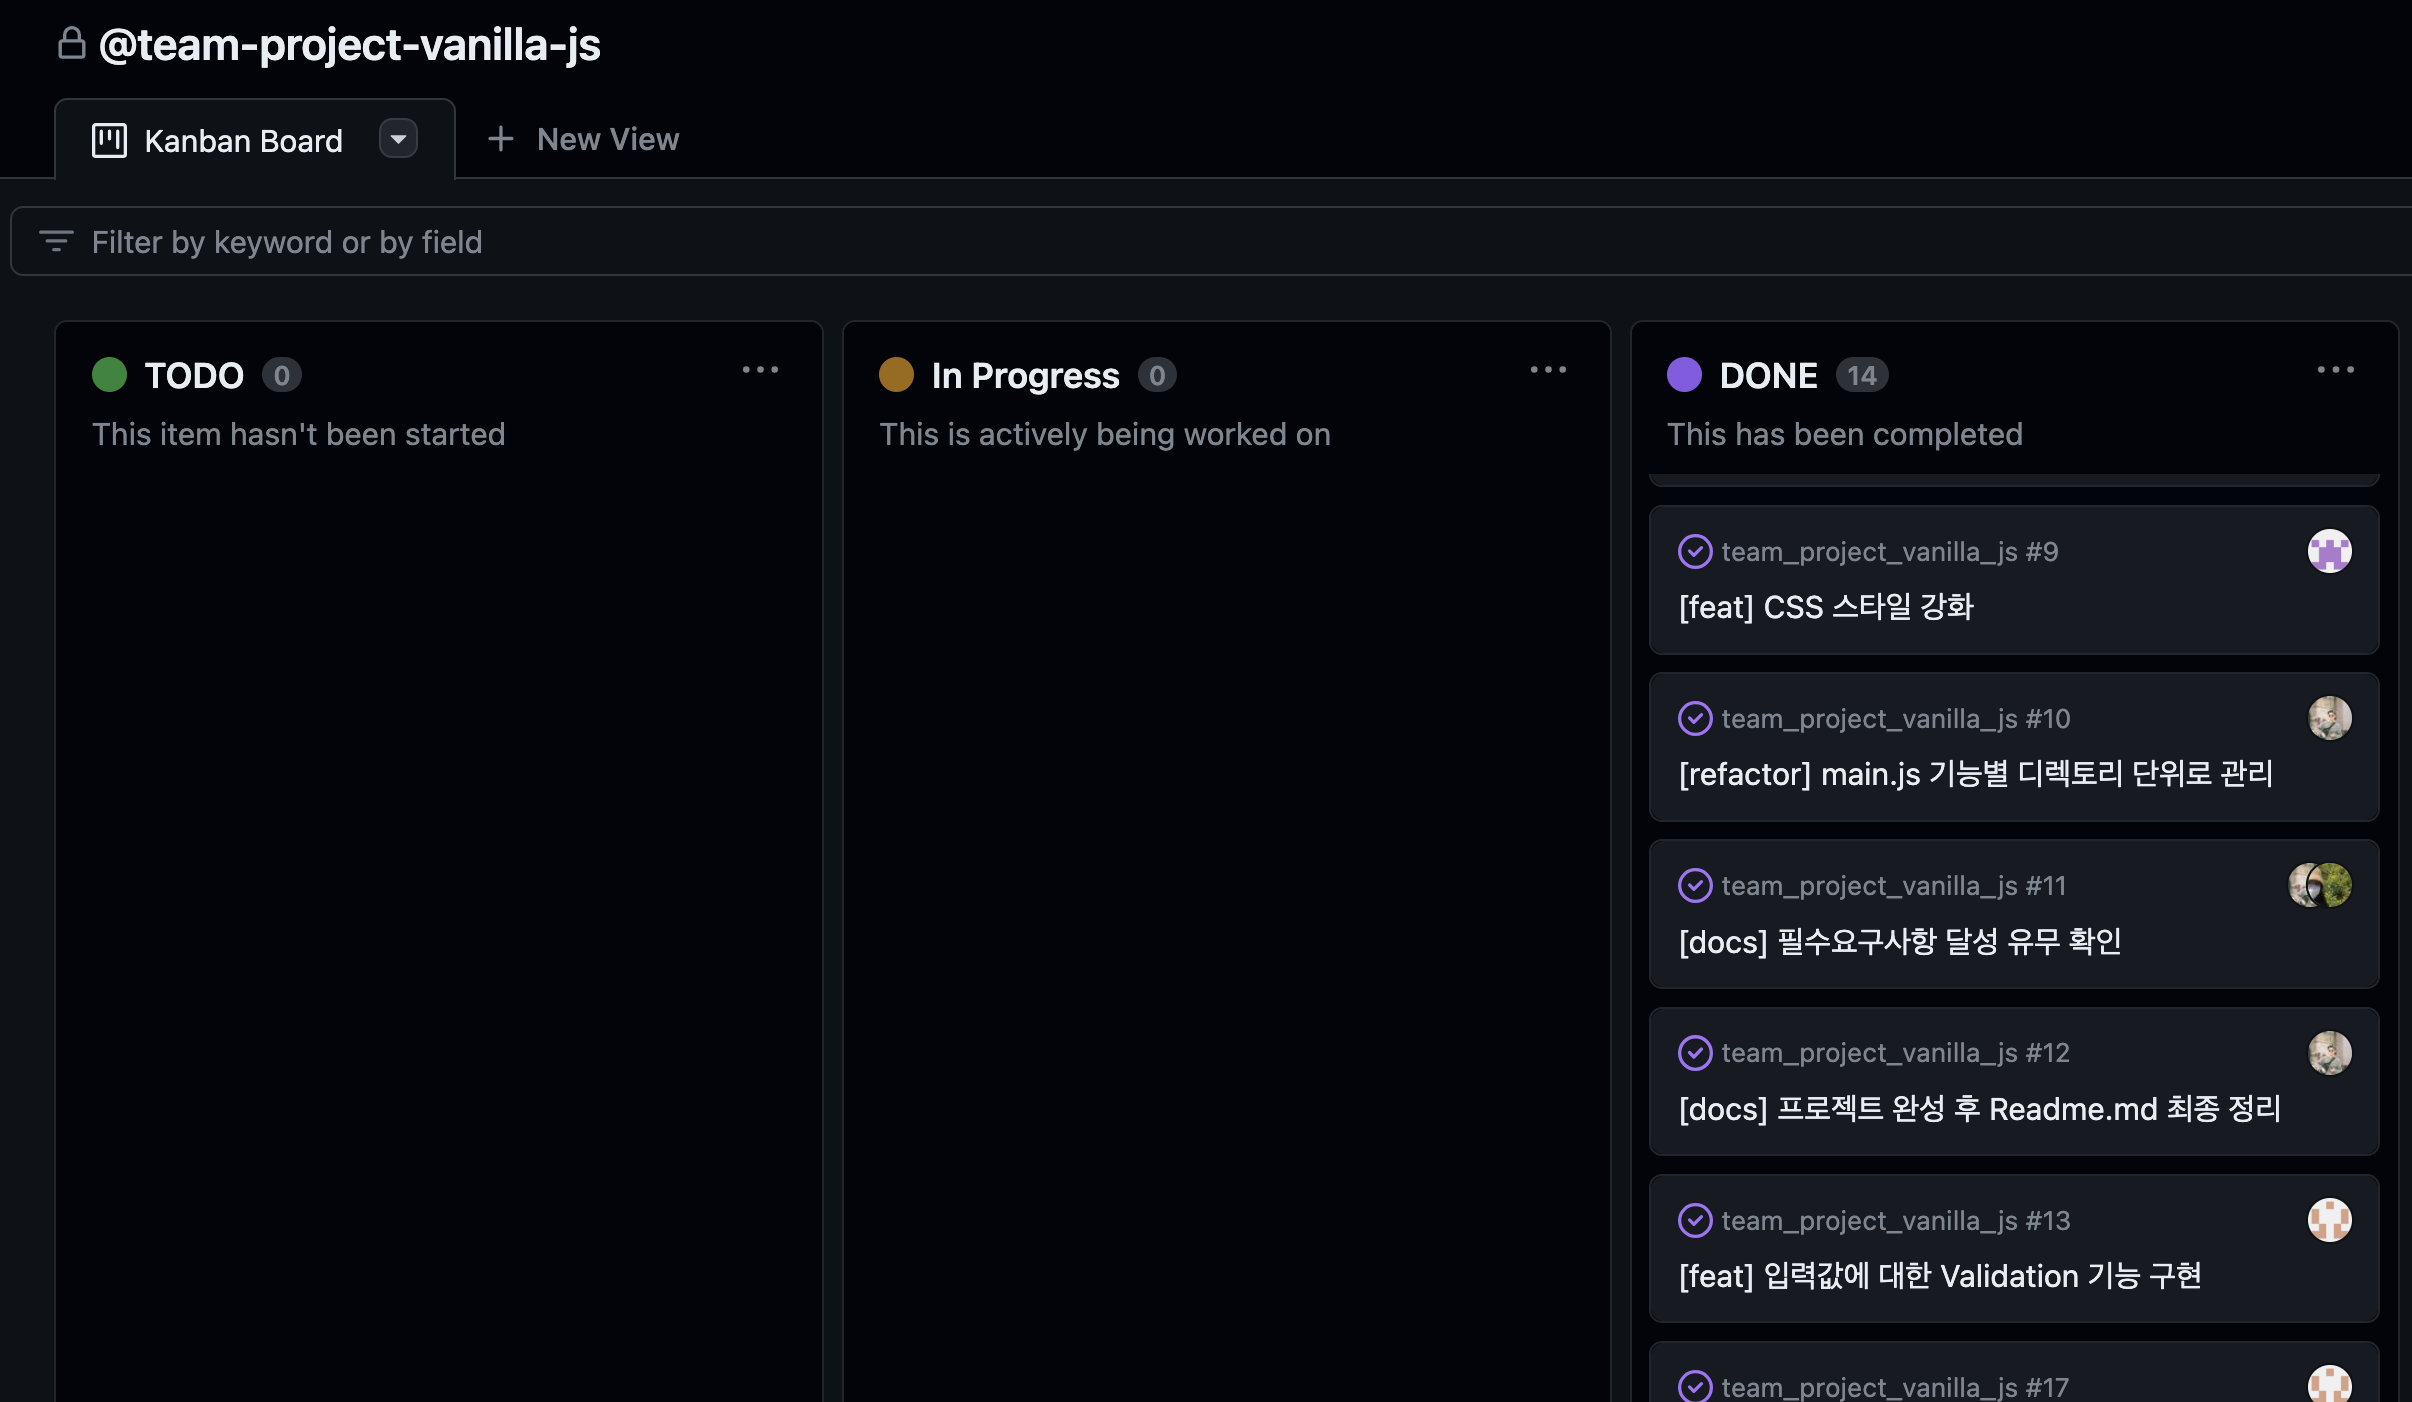 @team-project-vanilla-js
Kanban Board
New View
Filter by keyword or by field
TODO 0
This item hasn't been started
In Progress 0
This is actively being worked on
DONE 14
This has been completed
team_project_vanilla_js #9
[feat] CSS 스타일 강화
team_project_vanilla_js #10
[refactor] main.js 기능별 디렉토리 단위로 관리
team_project_vanilla_js #11
[docs] 필수요구사항 달성 유무 확인
team_project_vanilla_js #12
[docs] 프로젝트 완성 후 Readme.md 최종 정리
team_project_vanilla_js #13
[feat] 입력값에 대한 Validation 기능 구현
team_project_vanilla_js #17